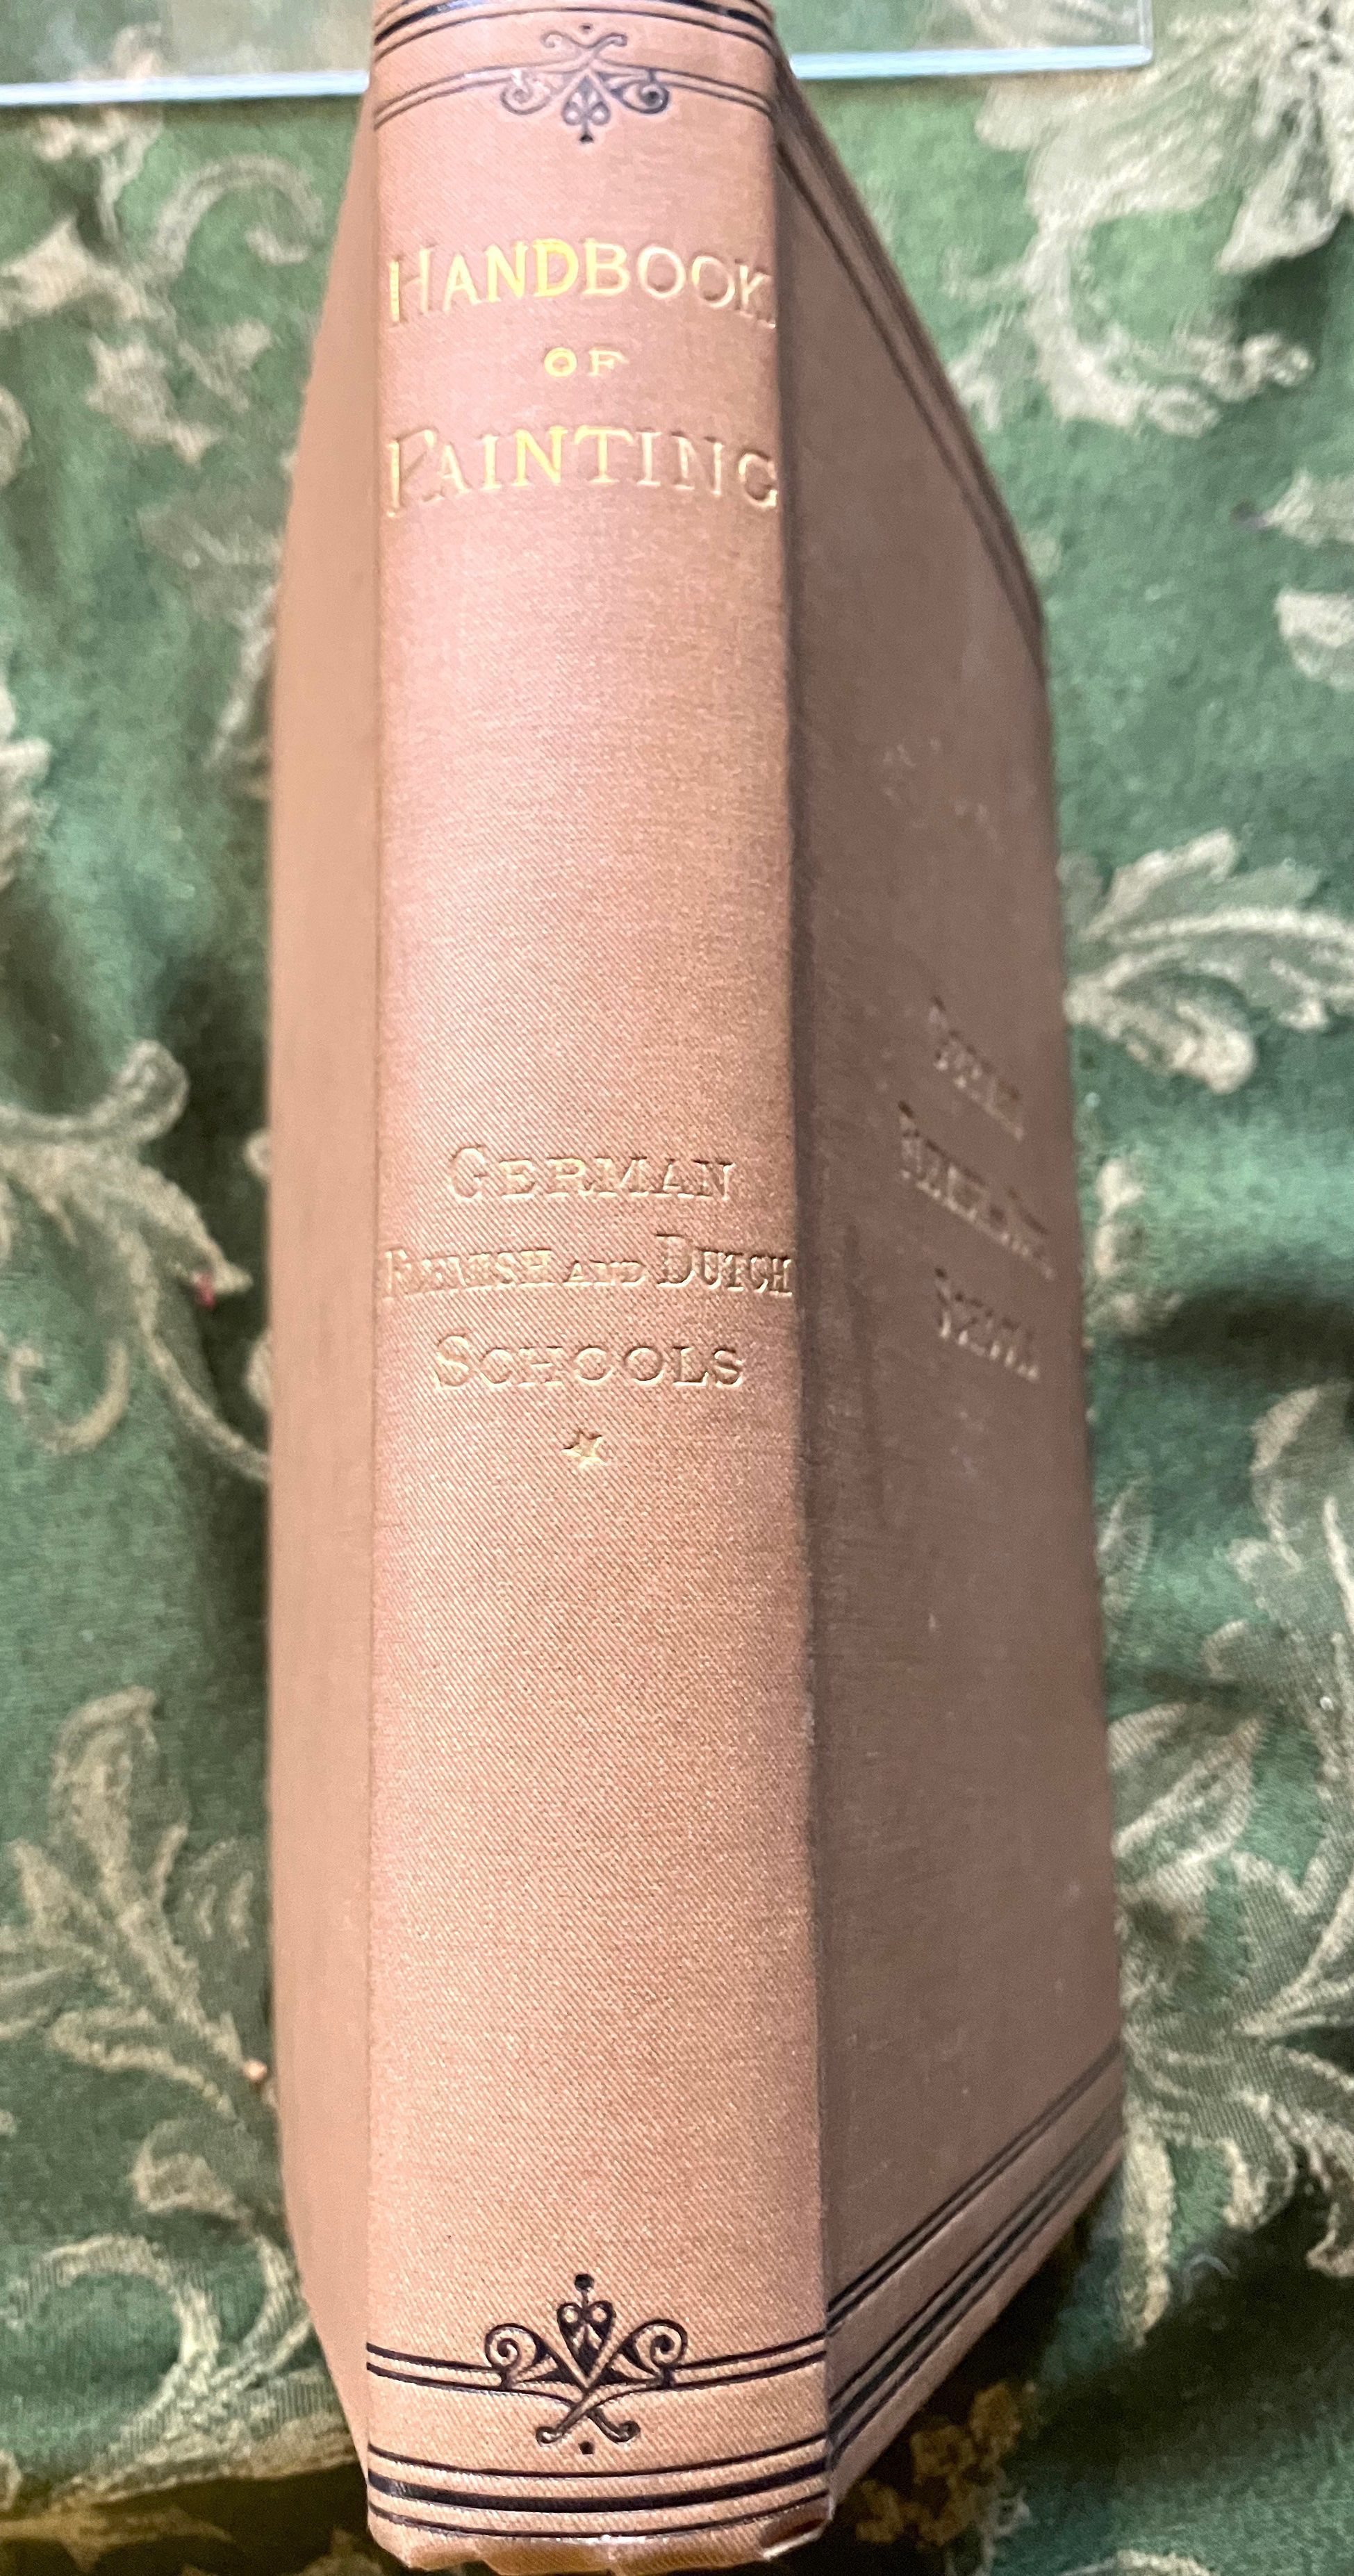 HANDBOOK
OF
PAINTING
GERMAN
FLEMISH AND DUTCH
SCHOOLS